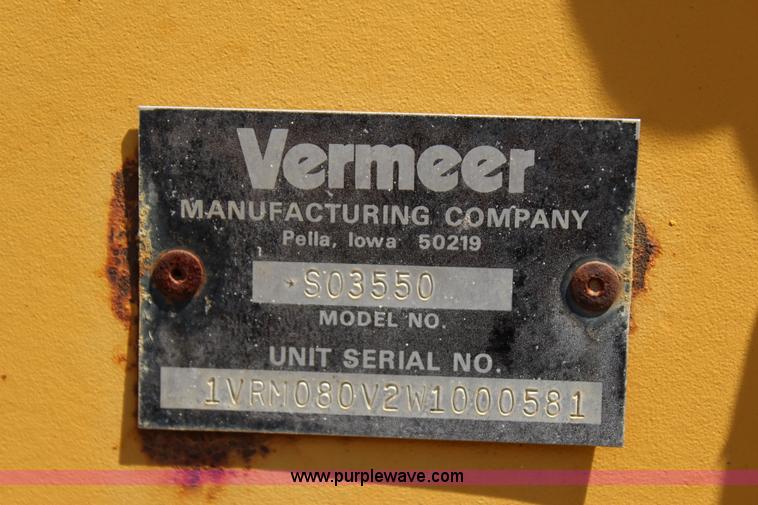 Vermeer
MANUFACTURING COMPANY
Pella, Iowa 50219
S03550
MODEL NO.
UNIT SERIAL NO.
1VRM080V2W1000581
www.purplewave.com